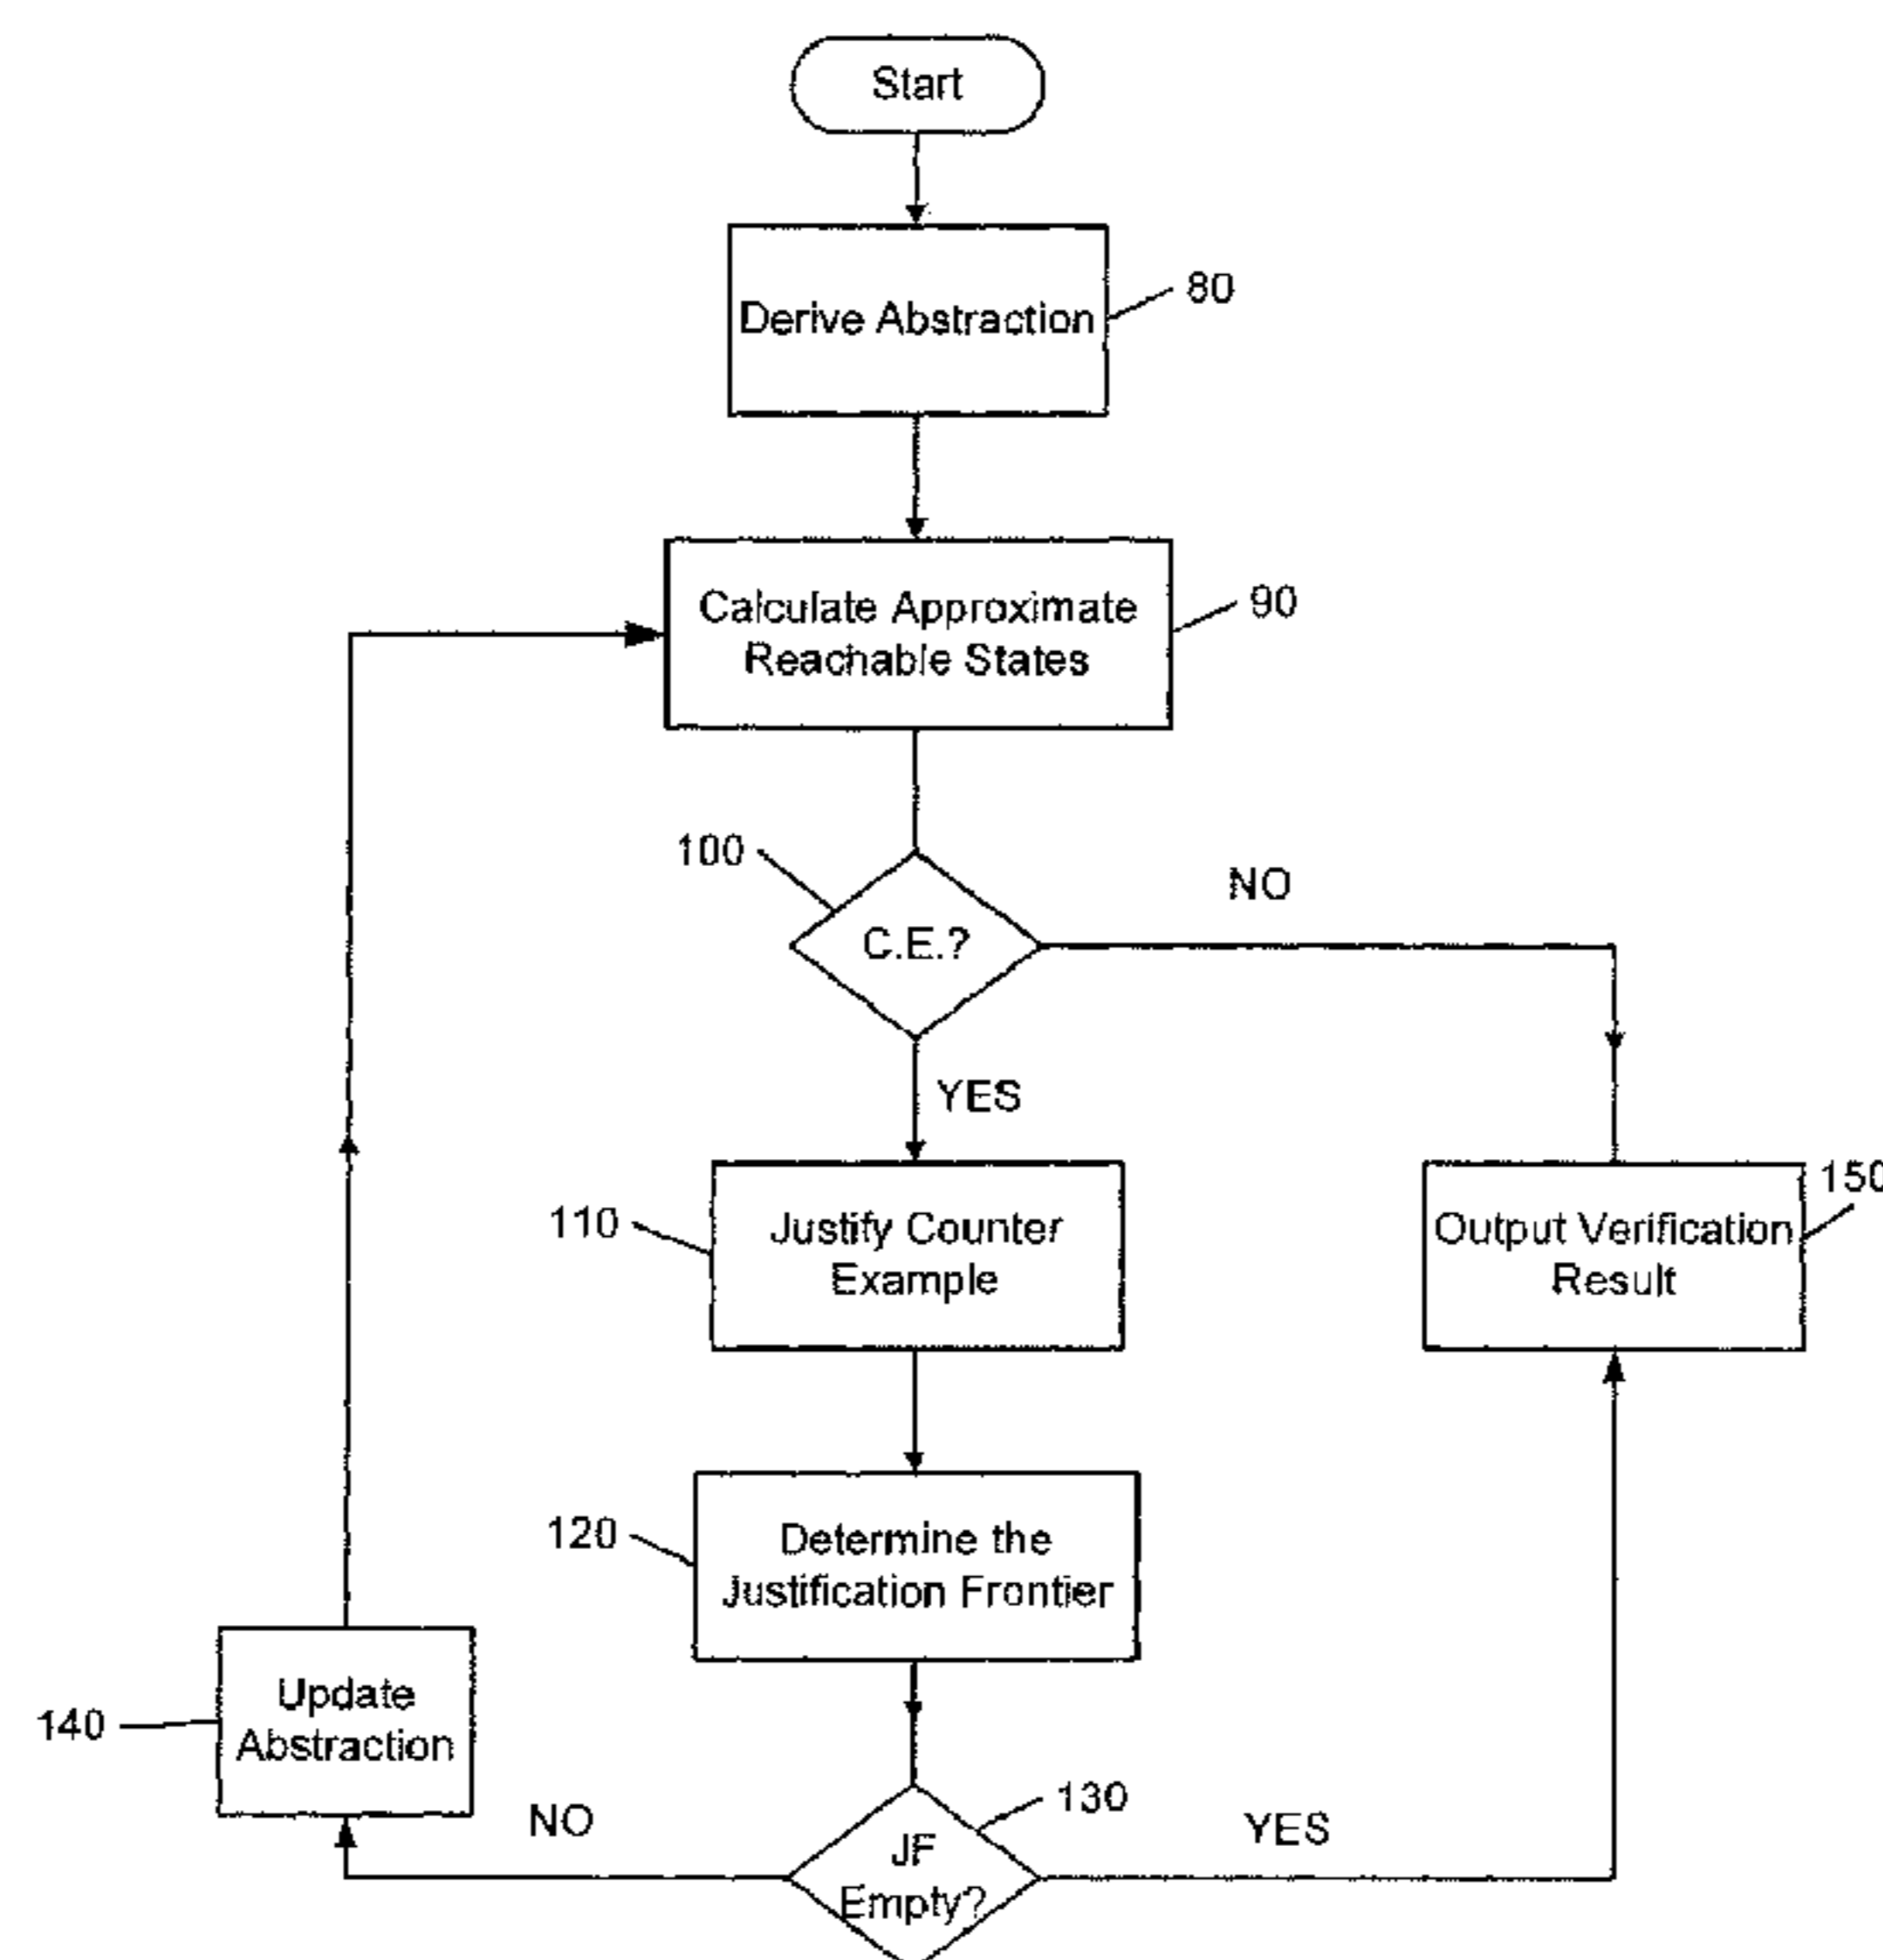 Start
Derive Abstraction
80
Calculate Approximate
Reachable States
90
100
C.E.?
NO
YES
110
Justify Counter
Example
Output Verification
Result
150
120
Determine the
Justification Frontier
140
Update
Abstraction
NO
130
JF
Empty?
YES